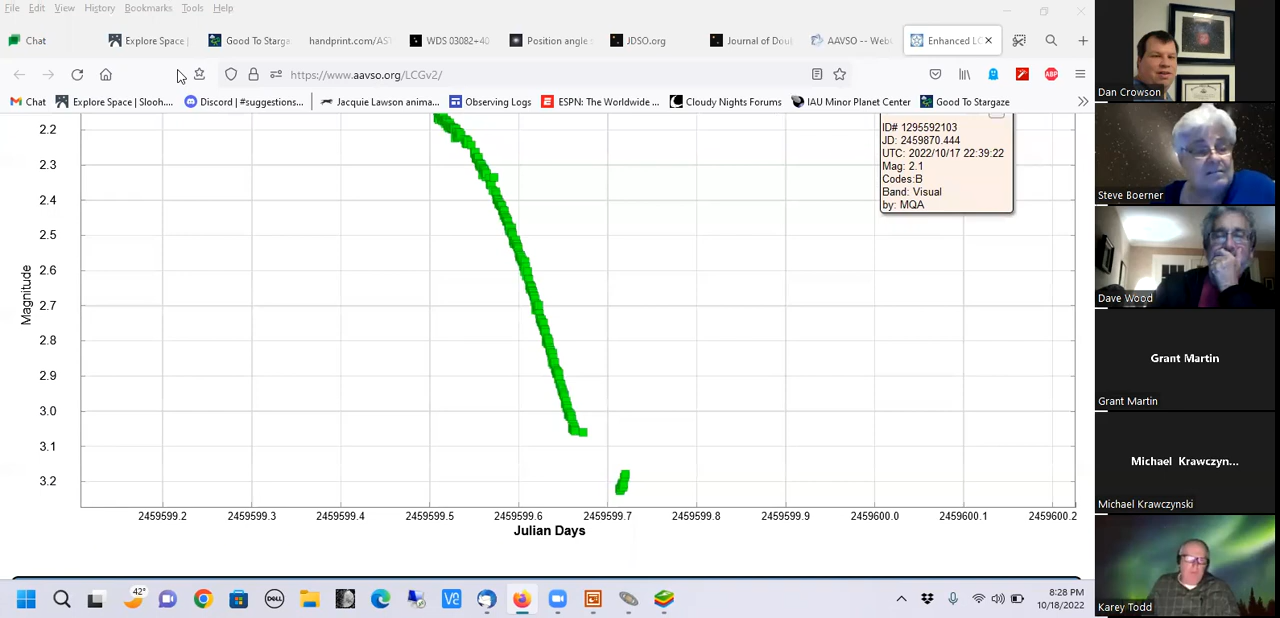 File Edit View History Bookmarks Tools Help
Chat Explore Space | Good To Starga handprint.com/AS WDS 03082+40 Position angle s JDSO.org Journal of Dou AAVSO -- Web Enhanced LC
https://www.aavso.org/LCGv2/
Chat Explore Space | Slooh.... Discord | #suggestions... Jacquie Lawson anima... Observing Logs ESPN: The Worldwide ... Cloudy Nights Forums IAU Minor Planet Center Good To Stargaze
ABP
ID# 1295592103
JD: 2459870.444
UTC: 2022/10/17 22:39:22
Mag: 2.1
Codes:B
Band: Visual
by: MQA
Magnitude
2.2
2.3
2.4
2.5
2.6
2.7
2.8
2.9
3.0
3.1
3.2
2459599.2 2459599.3 2459599.4 2459599.5 2459599.6 2459599.7 2459599.8 2459599.9 2459600.0 2459600.1 2459600.2
Julian Days
42°
DELL
8:28 PM
10/18/2022
Dan Crowson
Steve Boerner
Dave Wood
Grant Martin
Grant Martin
Michael Krawczyn...
Michael Krawczynski
Karey Todd